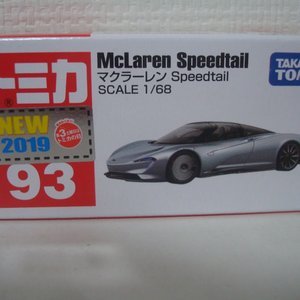 トミカ
McLaren Speedtail
マクラーレン Speedtail
SCALE 1/68
TAKARA
TOMY
NEW
2019
93